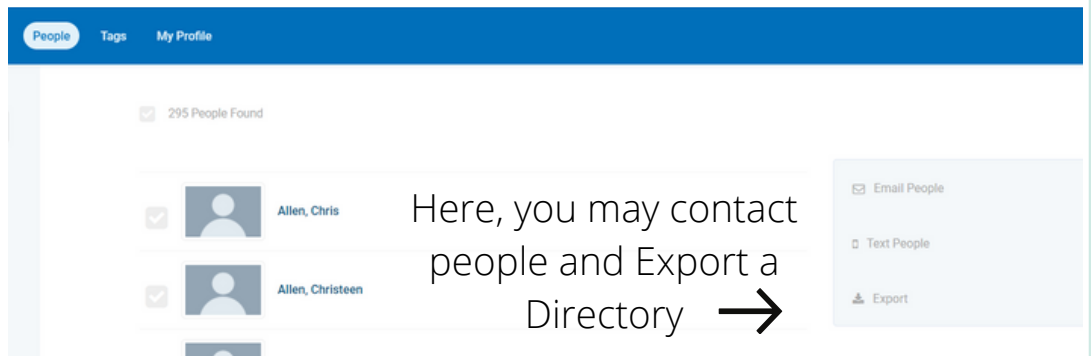 People Tags My Profile
295 People Found
Allen, Chris
Allen, Christeen
Here, you may contact
people and Export a
Directory
Email People
Text People
Export